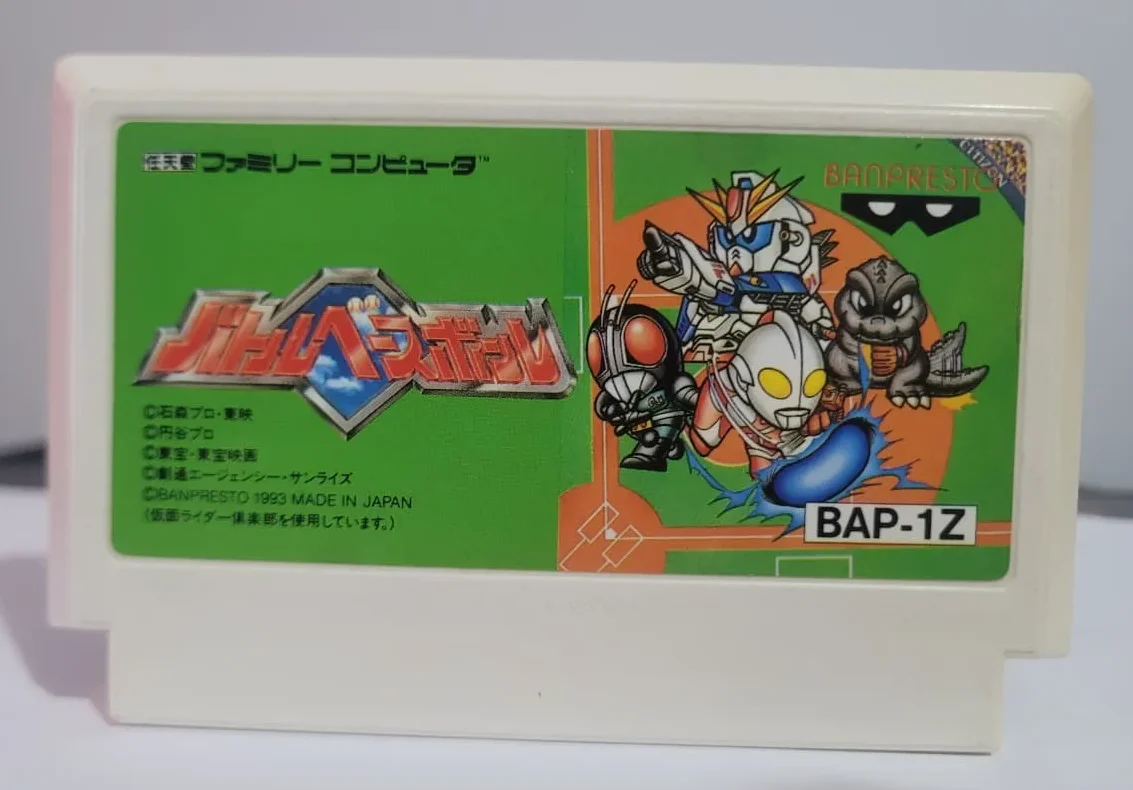 任天堂 ファミリー コンピュータ™
バトルベースボール
©石森プロ・東映
©円谷プロ
©東宝・東宝映画
©創通エージェンシー・サンライズ
©BANPRESTO 1993 MADE IN JAPAN
(仮面ライダー倶楽部を使用しています。)
BANPRESTO
CITIZON
BAP-1Z